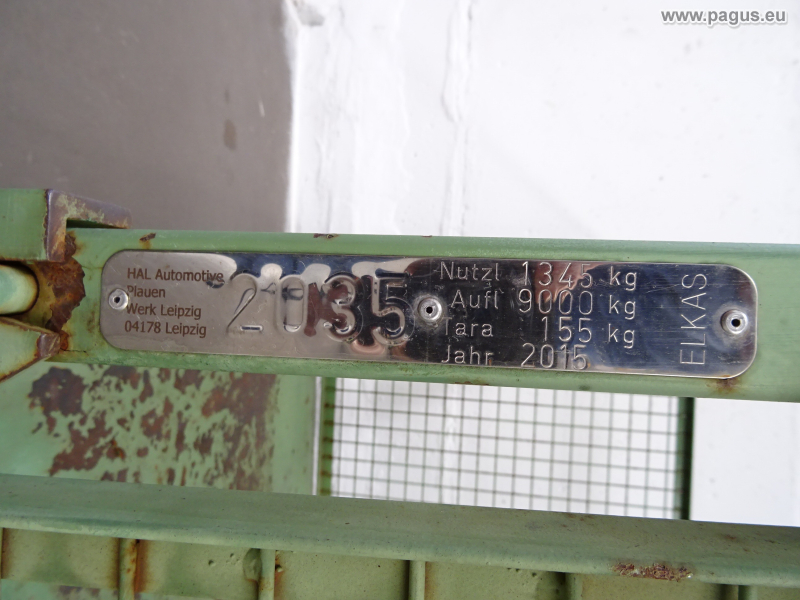 www.pagus.eu
HAL Automotive
Plauen
Werk Leipzig
04178 Leipzig
2035
Nutzl 1345 kg
Aufl 9000 kg
Tara 155 kg
Jahr 2015
ELKAS